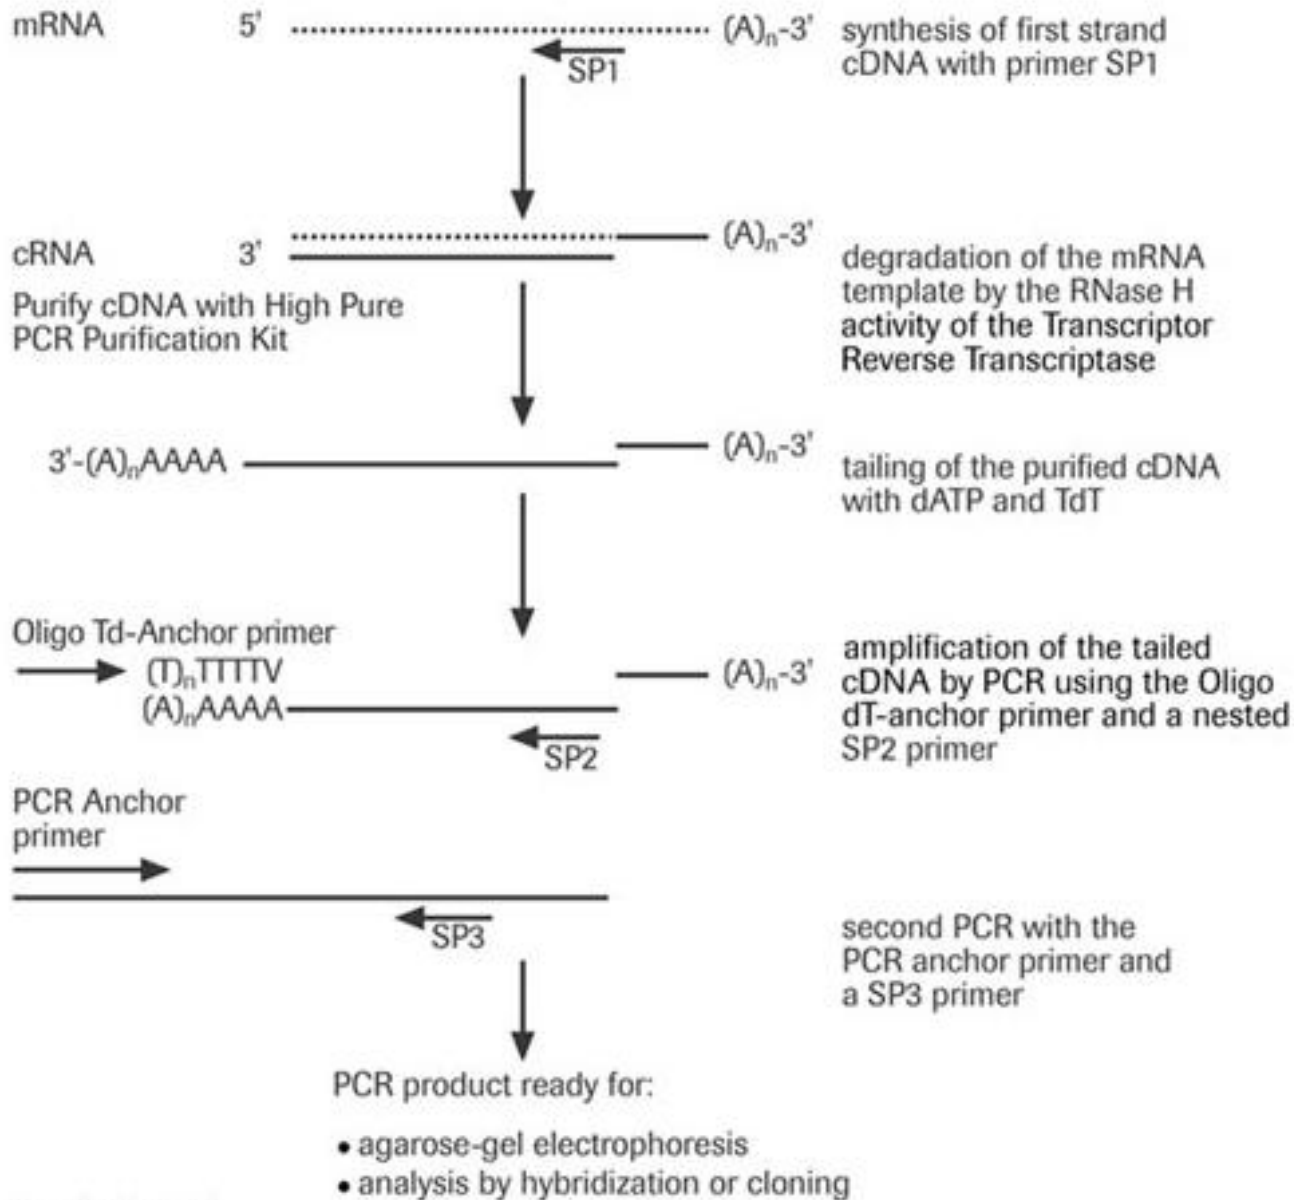 mRNA 5' (A)n-3' synthesis of first strand
cDNA with primer SP1
SP1
(A)n-3'
cRNA 3' degradation of the mRNA
template by the RNase H
activity of the Transcriptor
Reverse Transcriptase
Purify cDNA with High Pure
PCR Purification Kit
3'-(A)nAAAA (A)n-3' tailing of the purified cDNA
with dATP and TdT
Oligo Td-Anchor primer
(T)nTTTTV
(A)nAAAA
(A)n-3'
SP2
amplification of the tailed
cDNA by PCR using the Oligo
dT-anchor primer and a nested
SP2 primer
PCR Anchor
primer
SP3
second PCR with the
PCR anchor primer and
a SP3 primer
PCR product ready for:
• agarose-gel electrophoresis
• analysis by hybridization or cloning